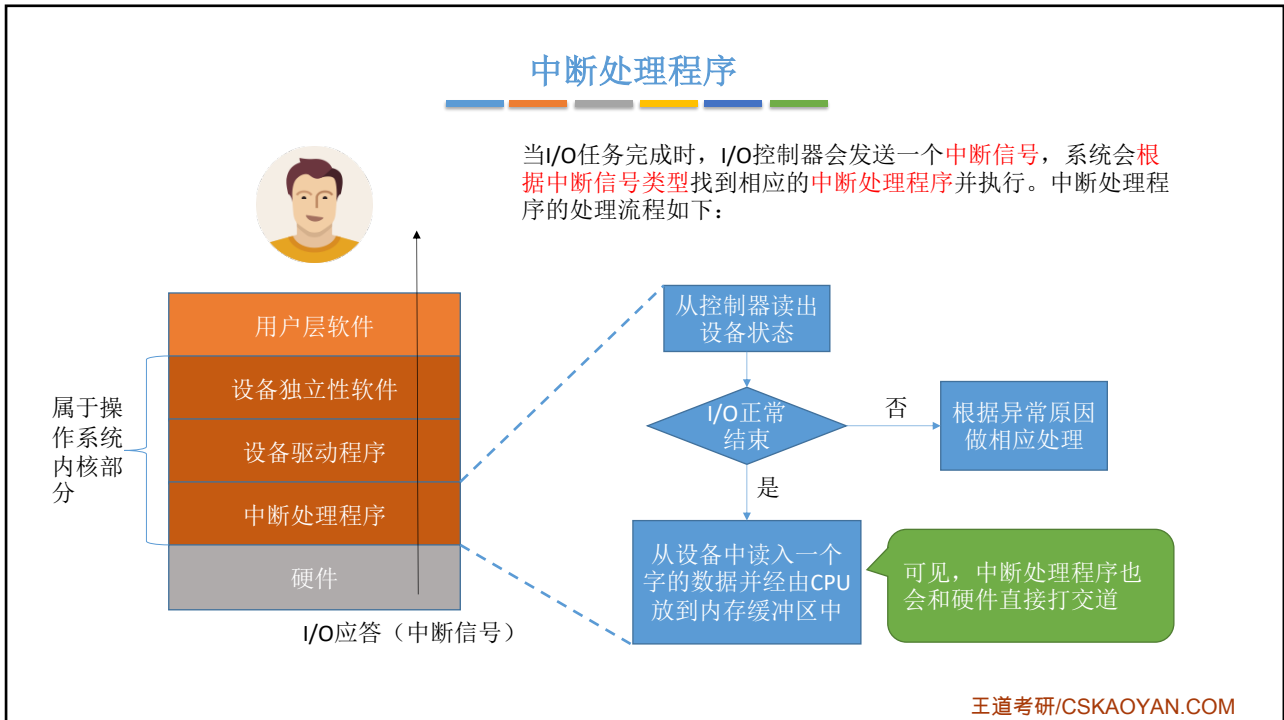 中断处理程序
当I/O任务完成时，I/O控制器会发送一个中断信号，系统会根
据中断信号类型找到相应的中断处理程序并执行。中断处理程
序的处理流程如下：
用户层软件
设备独立性软件
设备驱动程序
中断处理程序
硬件
属于操
作系统
内核部
分
I/O应答（中断信号）
从控制器读出
设备状态
I/O正常
结束
否
根据异常原因
做相应处理
是
从设备中读入一个
字的数据并经由CPU
放到内存缓冲区中
可见，中断处理程序也
会和硬件直接打交道
王道考研/CSKAOYAN.COM